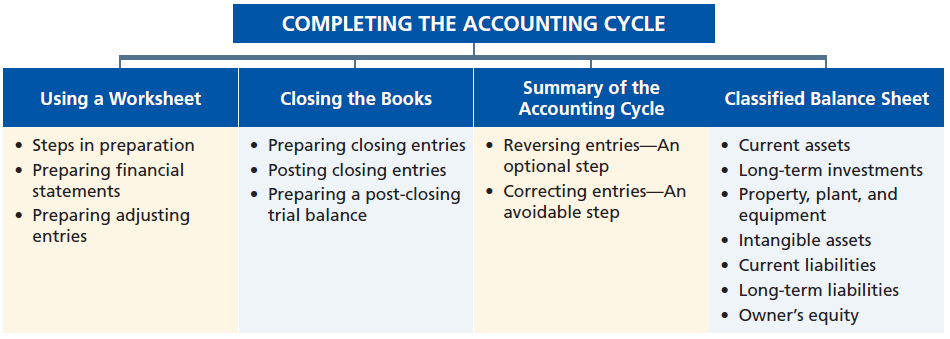 COMPLETING THE ACCOUNTING CYCLE
Using a Worksheet
• Steps in preparation
• Preparing financial
statements
• Preparing adjusting
entries
Closing the Books
• Preparing closing entries
• Posting closing entries
• Preparing a post-closing
trial balance
Summary of the
Accounting Cycle
• Reversing entries—An
optional step
• Correcting entries—An
avoidable step
Classified Balance Sheet
• Current assets
• Long-term investments
• Property, plant, and
equipment
• Intangible assets
• Current liabilities
• Long-term liabilities
• Owner’s equity